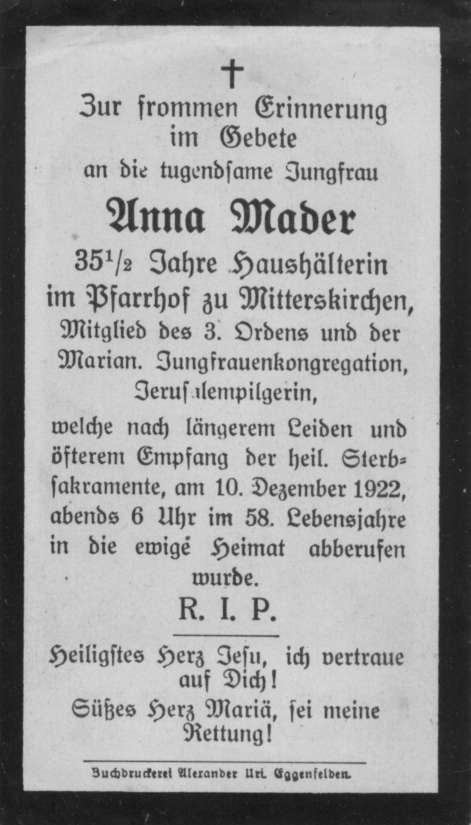 Zur frommen Erinnerung
im Gebete
an die tugendsame Jungfrau
Anna Mader
35½ Jahre Haushälterin
im Pfarrhof zu Mitterskirchen,
Mitglied des 3. Ordens und der
Marian. Jungfrauenkongregation,
Jerusalempilgerin,
welche nach längerem Leiden und
öfterem Empfang der heil. Sterb-
sakramente, am 10. Dezember 1922,
abends 6 Uhr im 58. Lebensjahre
in die ewige Heimat abberufen
wurde.
R. I. P.
Heiligstes Herz Jesu, ich vertraue
auf Dich!
Süßes Herz Mariä, sei meine
Rettung!
Buchdruckerei Alexander Url. Eggenfelden.